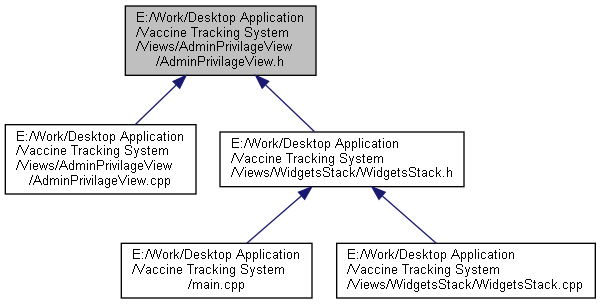 E:/Work/Desktop Application
/Vaccine Tracking System
/Views/AdminPrivilageView
/AdminPrivilageView.h
E:/Work/Desktop Application
/Vaccine Tracking System
/Views/AdminPrivilageView
/AdminPrivilageView.cpp
E:/Work/Desktop Application
/Vaccine Tracking System
/Views/WidgetsStack/WidgetsStack.h
E:/Work/Desktop Application
/Vaccine Tracking System
/main.cpp
E:/Work/Desktop Application
/Vaccine Tracking System
/Views/WidgetsStack/WidgetsStack.cpp